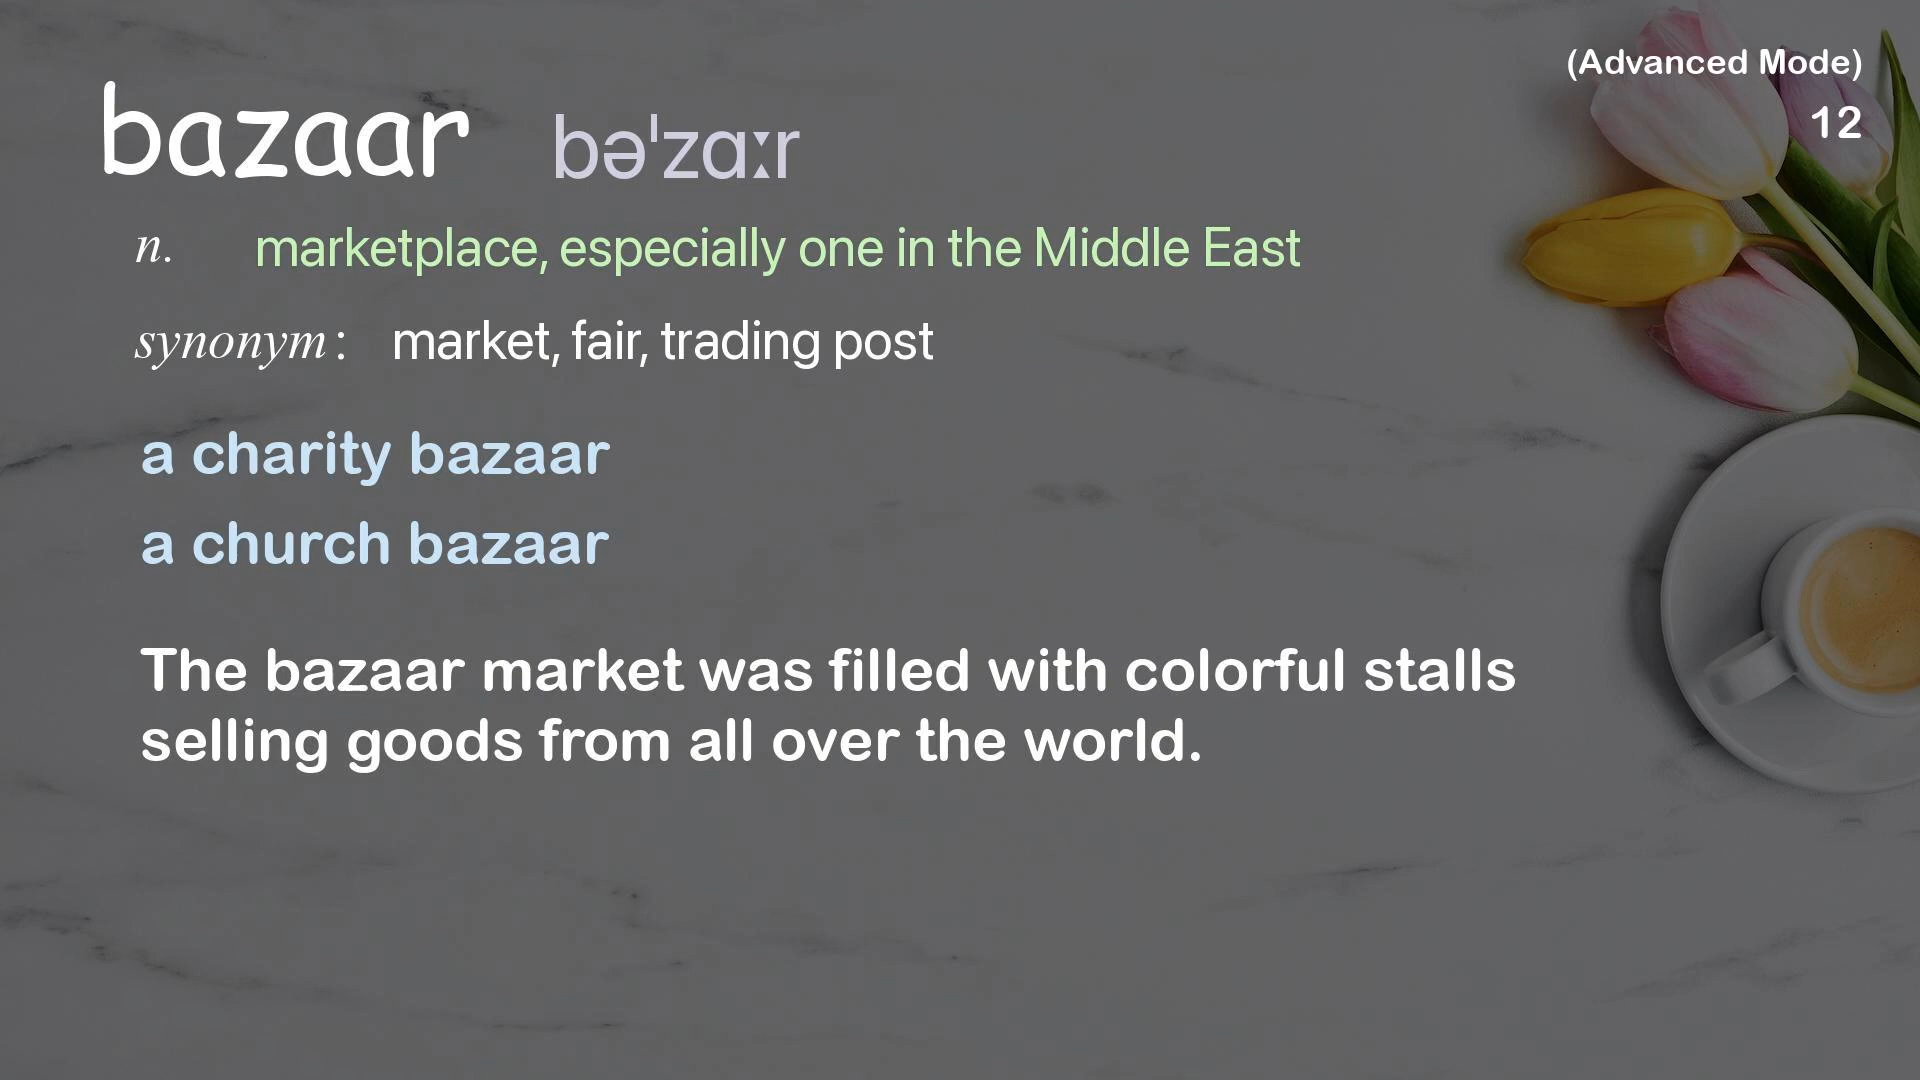 (Advanced Mode)
12
bazaar bəˈzɑːr
n. marketplace, especially one in the Middle East
synonym: market, fair, trading post
a charity bazaar
a church bazaar
The bazaar market was filled with colorful stalls
selling goods from all over the world.